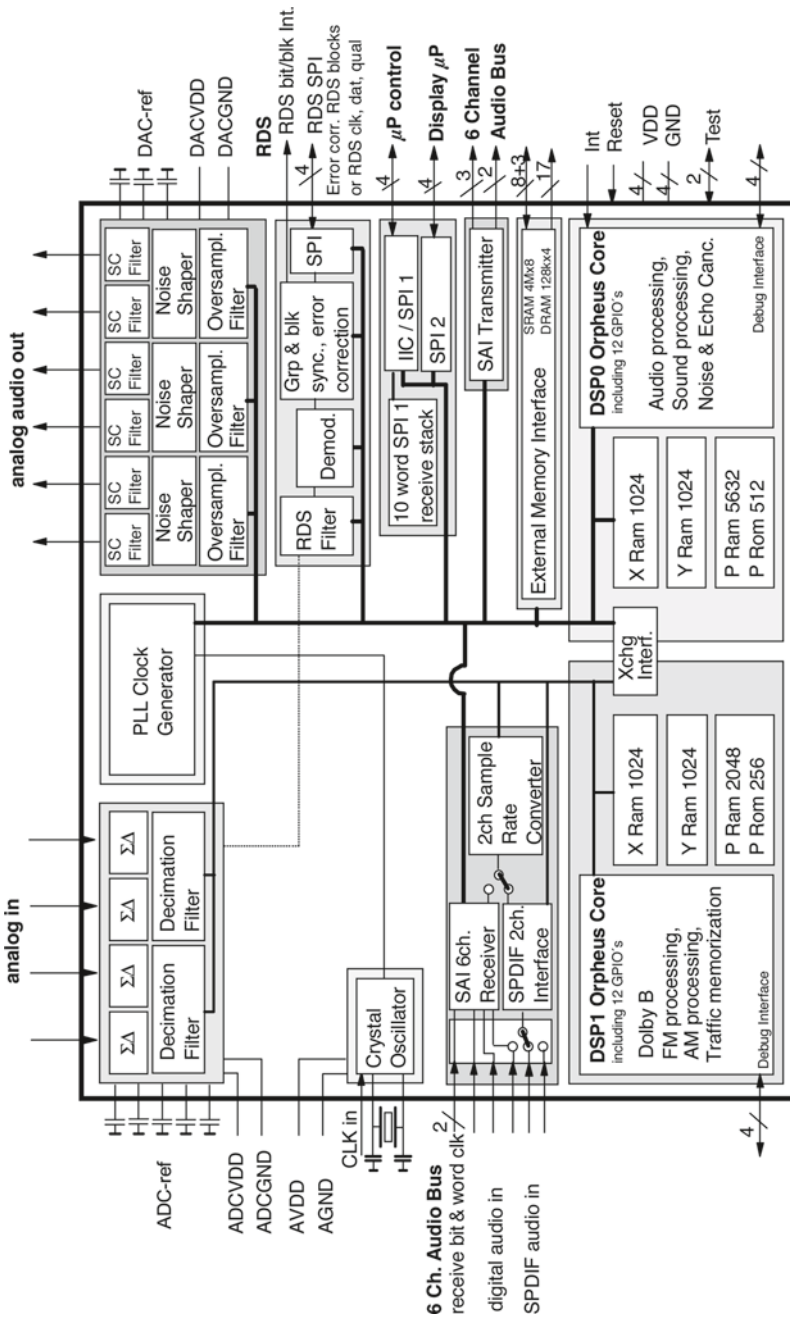 analog in
analog audio out
ADC-ref
ADCVDD
ADCGND
AVDD
AGND
CLK in
ΣΔ
ΣΔ
ΣΔ
ΣΔ
Decimation
Filter
Decimation
Filter
PLL Clock
Generator
Crystal
Oscillator
SC
Filter
SC
Filter
SC
Filter
SC
Filter
SC
Filter
SC
Filter
Noise
Shaper
Noise
Shaper
Noise
Shaper
Oversampl.
Filter
Oversampl.
Filter
Oversampl.
Filter
DAC-ref
DACVDD
DACGND
RDS
RDS bit/blk Int.
4
RDS SPI
Error corr. RDS blocks
or RDS clk, dat, qual
RDS
Filter
Demod.
Grp & blk
sync., error
correction
SPI
10 word SPI 1
receive stack
IIC / SPI 1
SPI 2
4
µP control
4
Display µP
SAI Transmitter
3
2
6 Channel
Audio Bus
External Memory Interface
SRAM 4Mx8
DRAM 128kx4
8+3
17
6 Ch. Audio Bus
receive bit & word clk
2
digital audio in
SPDIF audio in
SAI 6ch.
Receiver
SPDIF 2ch.
Interface
2ch Sample
Rate
Converter
Xchg
Interf.
DSP1 Orpheus Core
including 12 GPIO´s
Dolby B
FM processing,
AM processing,
Traffic memorization
Debug Interface
4
X Ram 1024
Y Ram 1024
P Ram 2048
P Rom 256
X Ram 1024
Y Ram 1024
P Ram 5632
P Rom 512
DSP0 Orpheus Core
including 12 GPIO´s
Audio processing,
Sound processing,
Noise & Echo Canc.
Debug Interface
Int
Reset
4
VDD
4
GND
2
Test
4